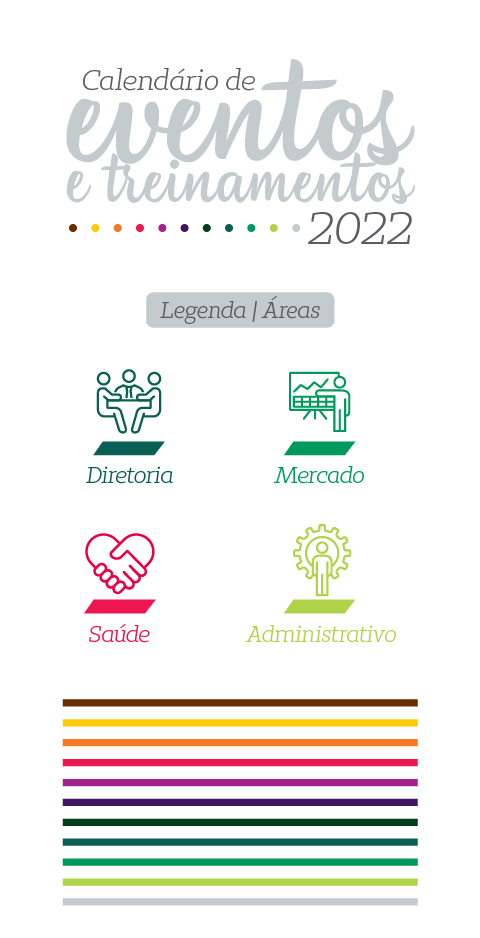 Calendário de
eventos
e treinamentos
2022
Legenda | Áreas
Diretoria
Mercado
Saúde
Administrativo